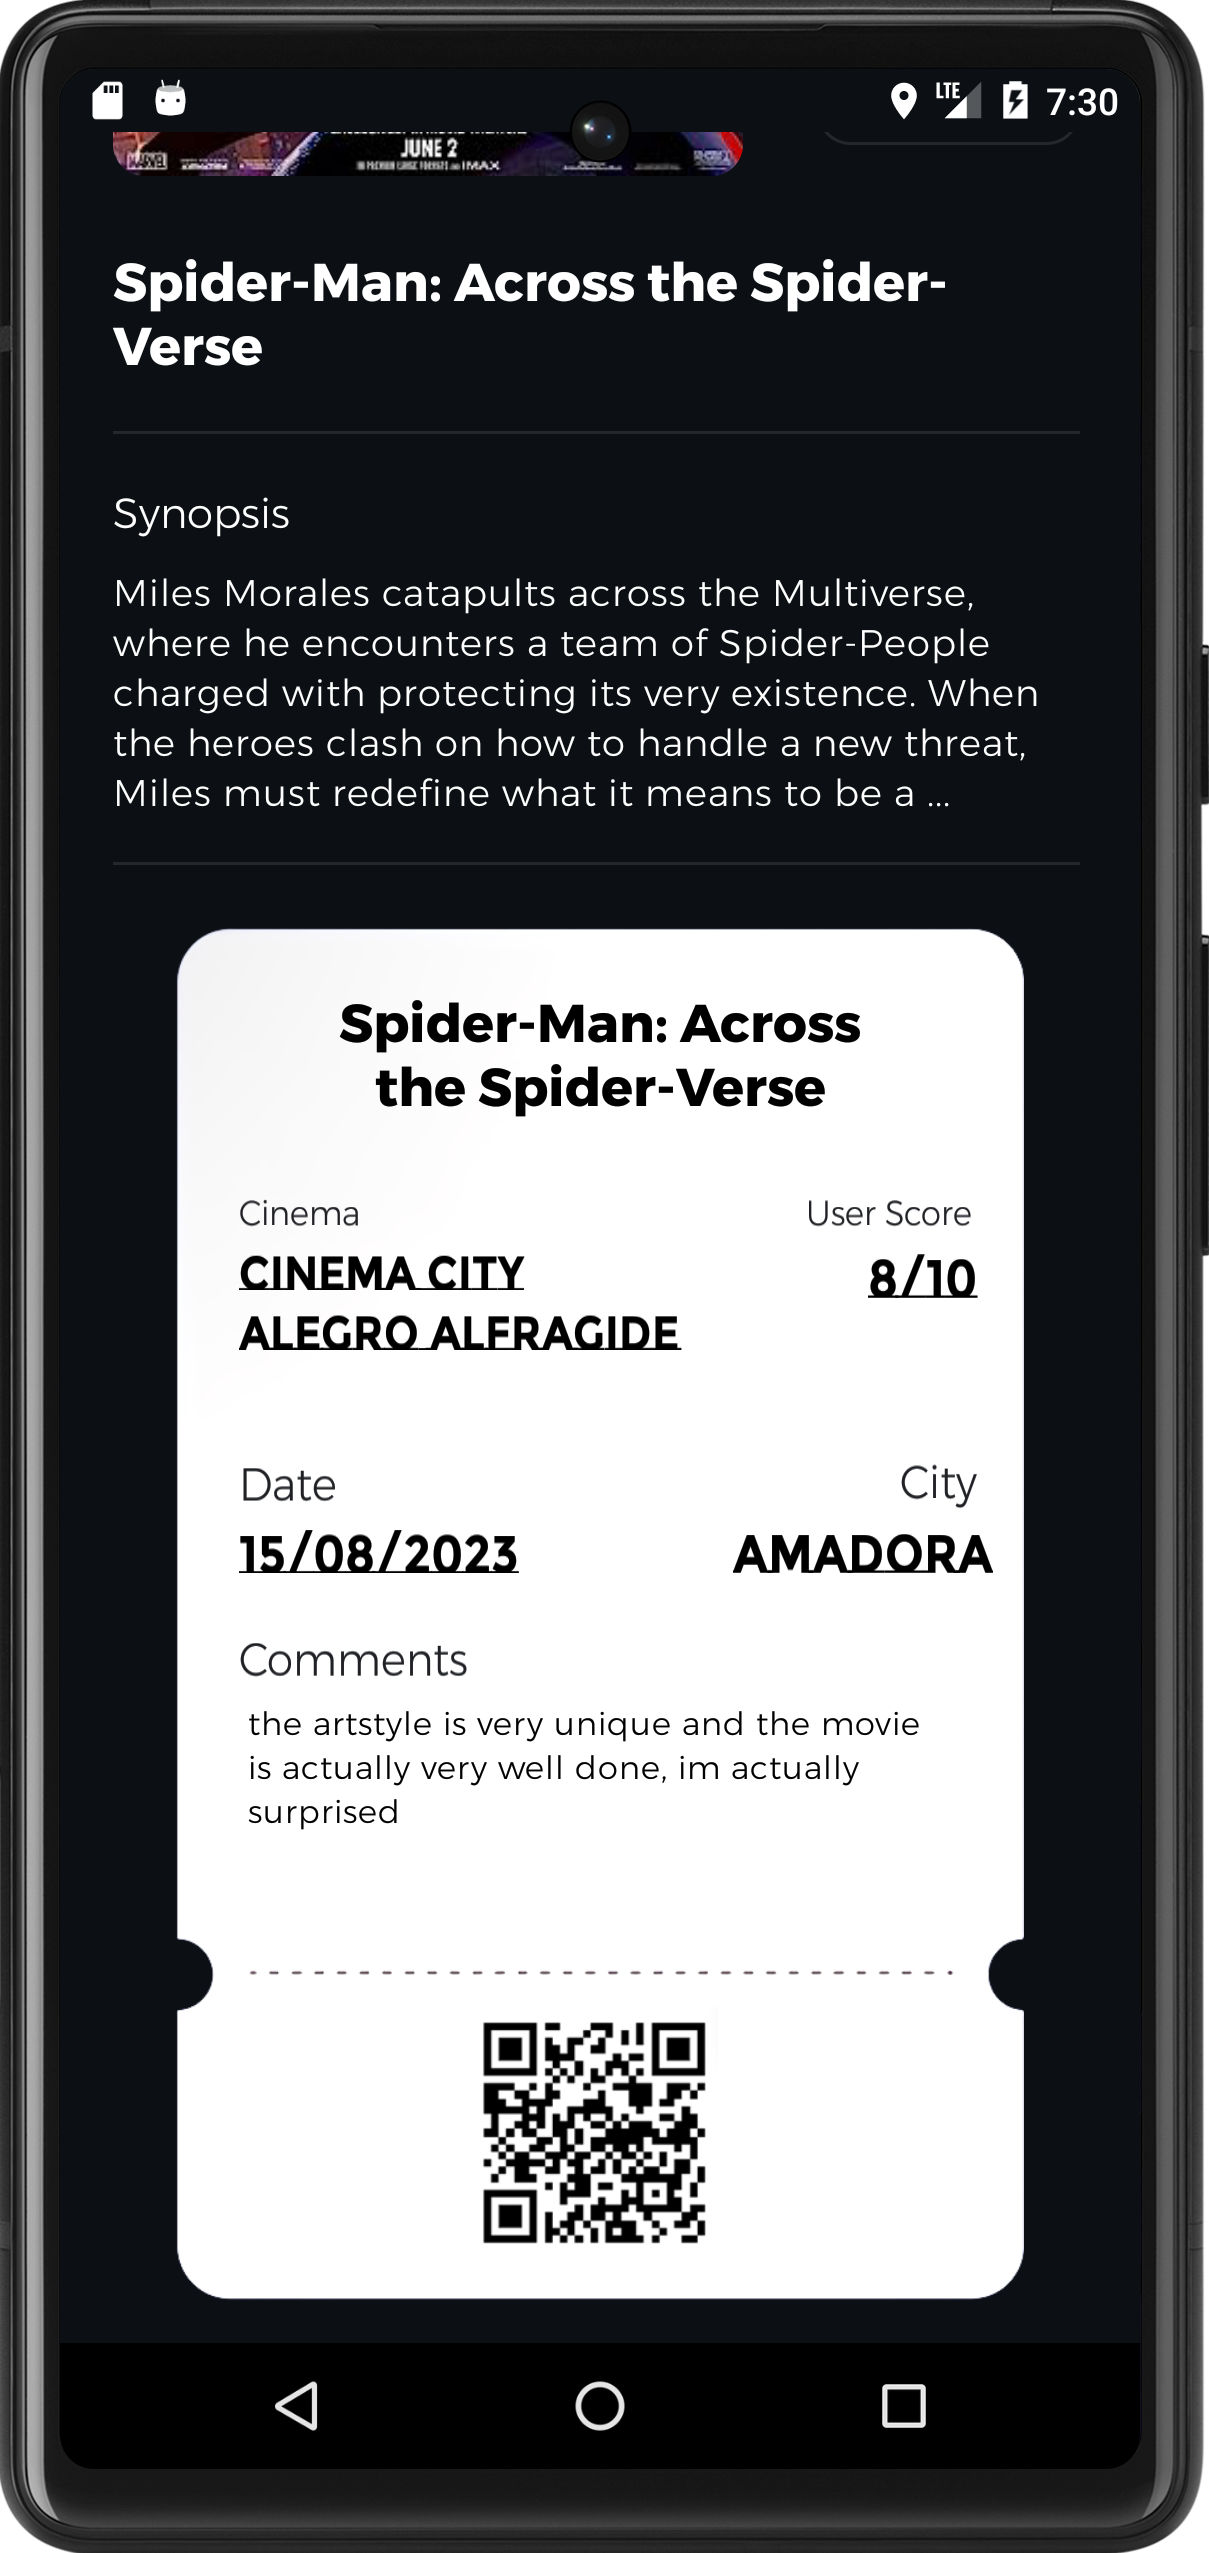 LTE 7:30
JUNE 2
MARVEL IMAX
Spider-Man: Across the Spider-
Verse
Synopsis
Miles Morales catapults across the Multiverse,
where he encounters a team of Spider-People
charged with protecting its very existence. When
the heroes clash on how to handle a new threat,
Miles must redefine what it means to be a ...
Spider-Man: Across
the Spider-Verse
Cinema User Score
CINEMA CITY 8/10
ALEGRO ALFRAGIDE
Date City
15/08/2023 AMADORA
Comments
the artstyle is very unique and the movie
is actually very well done, im actually
surprised